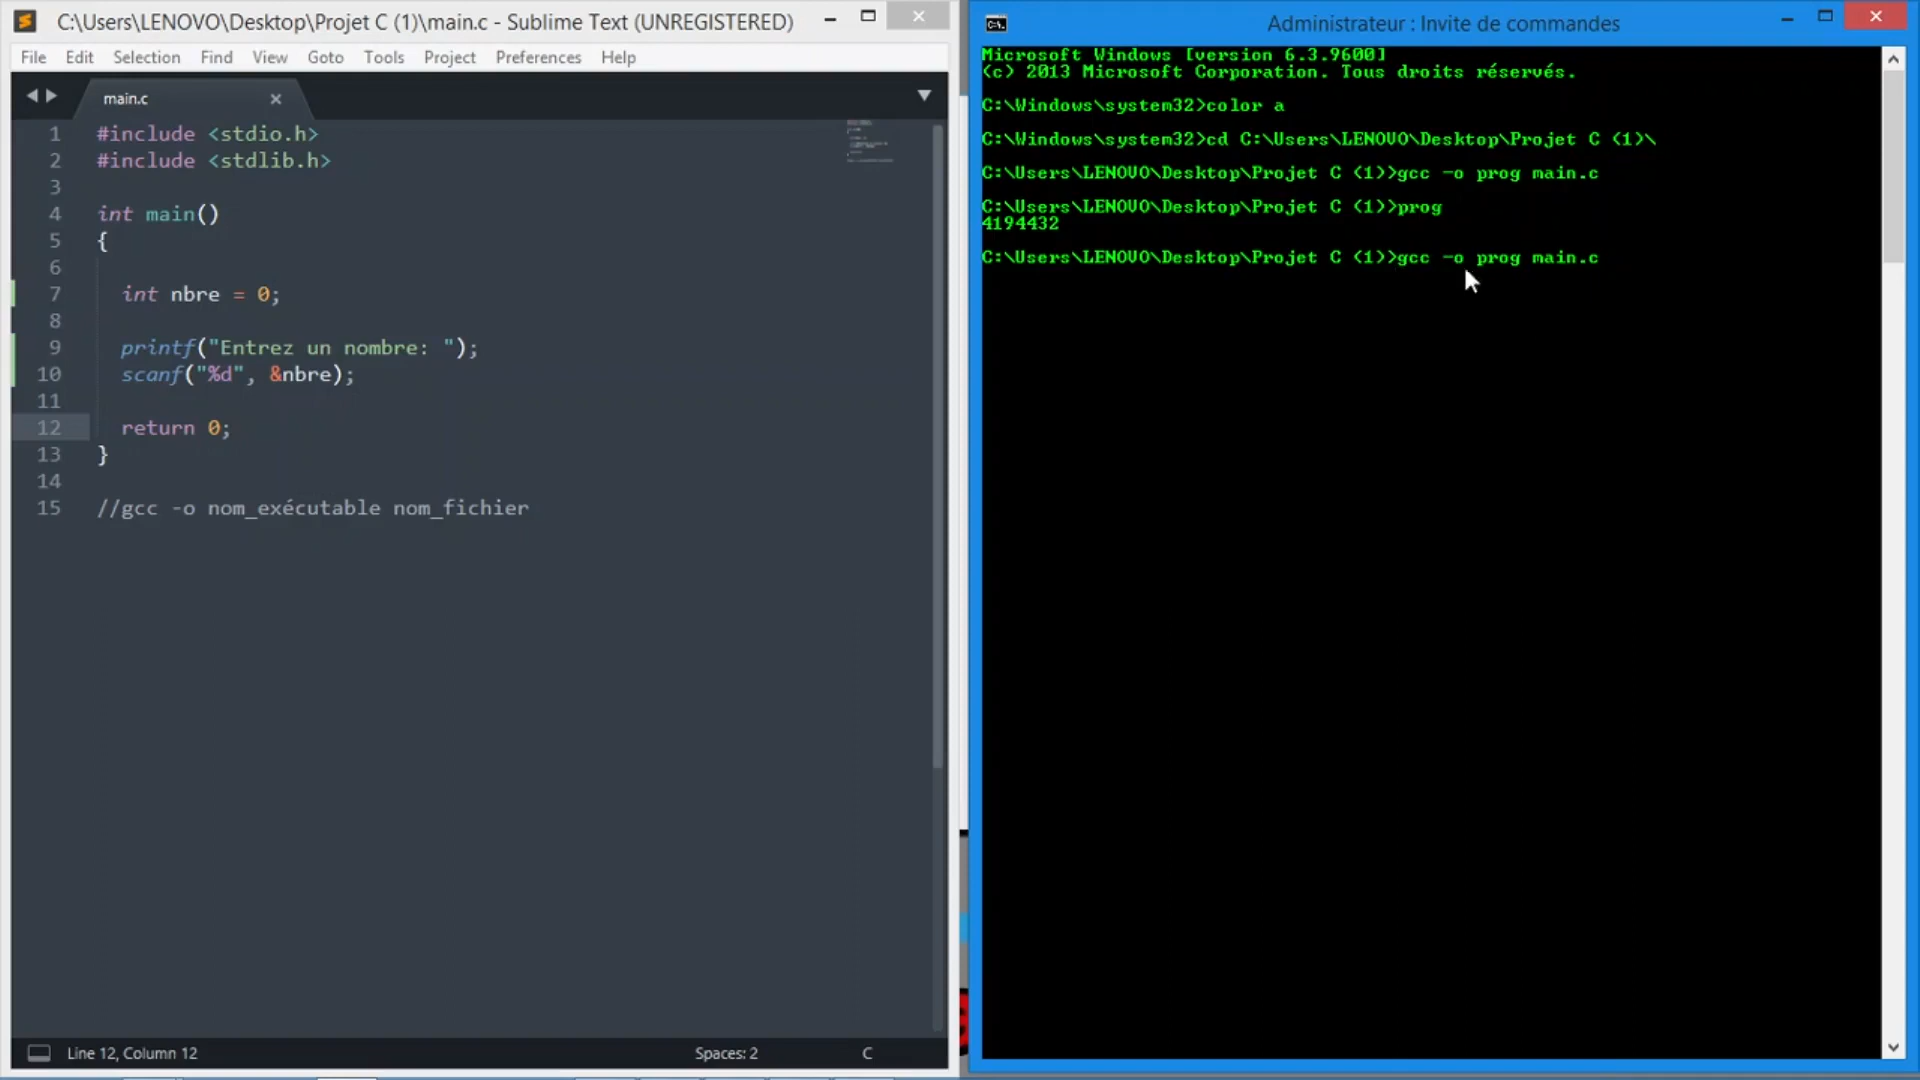 C:\Users\LENOVO\Desktop\Projet C (1)\main.c - Sublime Text (UNREGISTERED)
File Edit Selection Find View Goto Tools Project Preferences Help
main.c
1 #include <stdio.h>
2 #include <stdlib.h>
3
4 int main()
5 {
6
7 int nbre = 0;
8
9 printf("Entrez un nombre: ");
10 scanf("%d", &nbre);
11
12 return 0;
13 }
14
15 //gcc -o nom_exécutable nom_fichier
Line 12, Column 12 Spaces: 2 C
Administrateur : Invite de commandes
Microsoft Windows [version 6.3.9600]
(c) 2013 Microsoft Corporation. Tous droits réservés.
C:\Windows\system32>color a
C:\Windows\system32>cd C:\Users\LENOVO\Desktop\Projet C (1)\
C:\Users\LENOVO\Desktop\Projet C (1)>gcc -o prog main.c
C:\Users\LENOVO\Desktop\Projet C (1)>prog
4194432
C:\Users\LENOVO\Desktop\Projet C (1)>gcc -o prog main.c